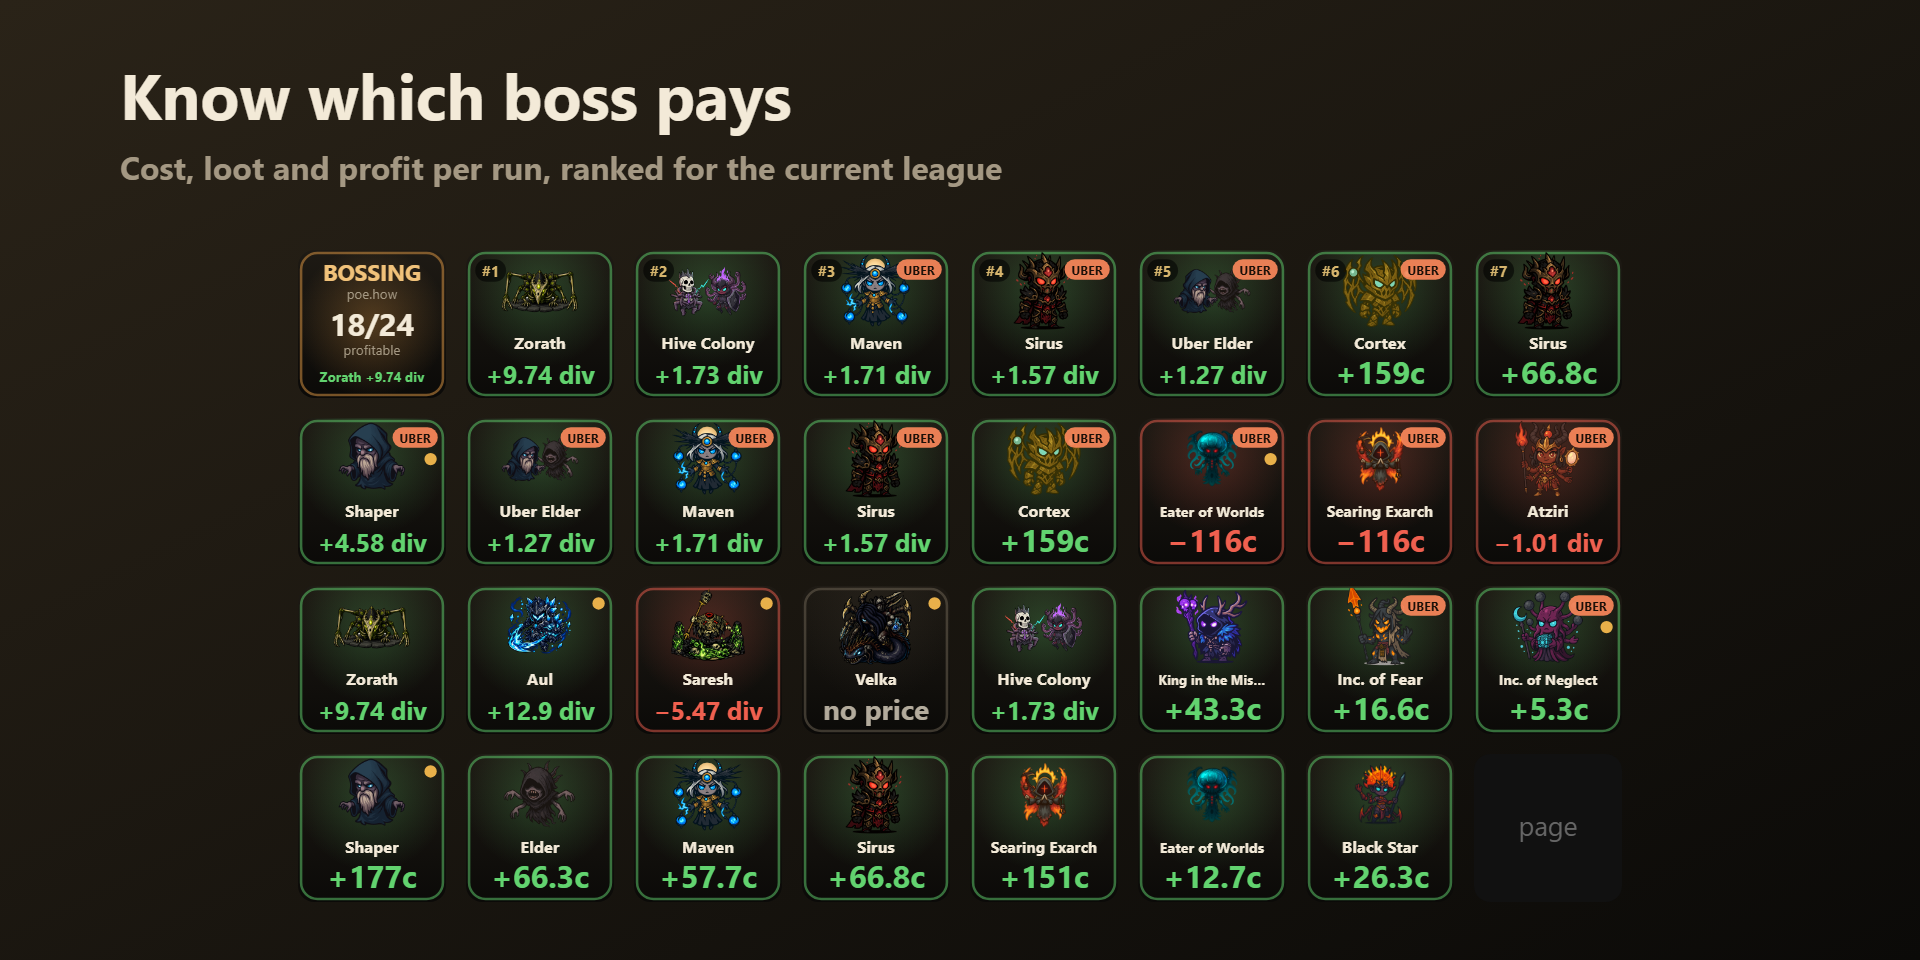 Know which boss pays
Cost, loot and profit per run, ranked for the current league
BOSSING
poe.how
18/24
profitable
Zorath +9.74 div
#1
Zorath
+9.74 div
#2
Hive Colony
+1.73 div
#3
UBER
Maven
+1.71 div
#4
UBER
Sirus
+1.57 div
#5
UBER
Uber Elder
+1.27 div
#6
UBER
Cortex
+159c
#7
Sirus
+66.8c
UBER
Shaper
+4.58 div
UBER
Uber Elder
+1.27 div
UBER
Maven
+1.71 div
UBER
Sirus
+1.57 div
UBER
Cortex
+159c
UBER
Eater of Worlds
−116c
UBER
Searing Exarch
−116c
UBER
Atziri
−1.01 div
Zorath
+9.74 div
Aul
+12.9 div
Saresh
−5.47 div
Velka
no price
Hive Colony
+1.73 div
King in the Mis...
+43.3c
UBER
Inc. of Fear
+16.6c
UBER
Inc. of Neglect
+5.3c
Shaper
+177c
Elder
+66.3c
Maven
+57.7c
Sirus
+66.8c
Searing Exarch
+151c
Eater of Worlds
+12.7c
Black Star
+26.3c
page